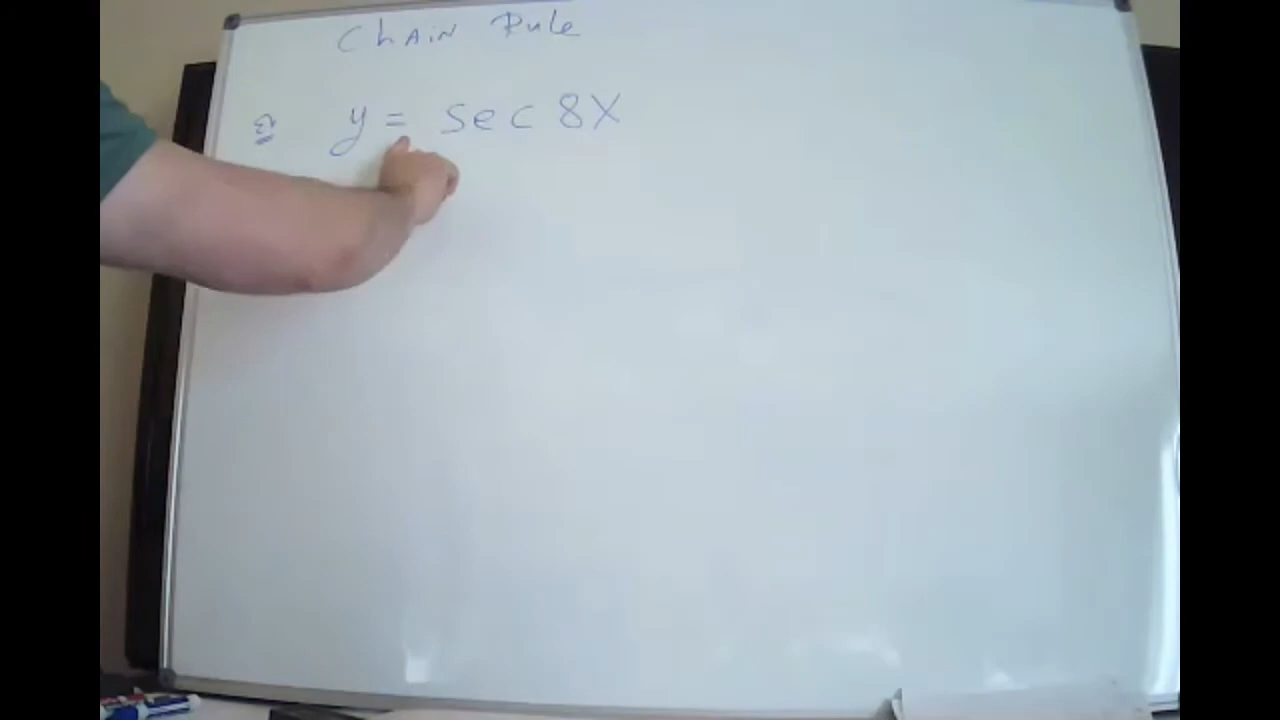 Chain Rule
y = sec 8x